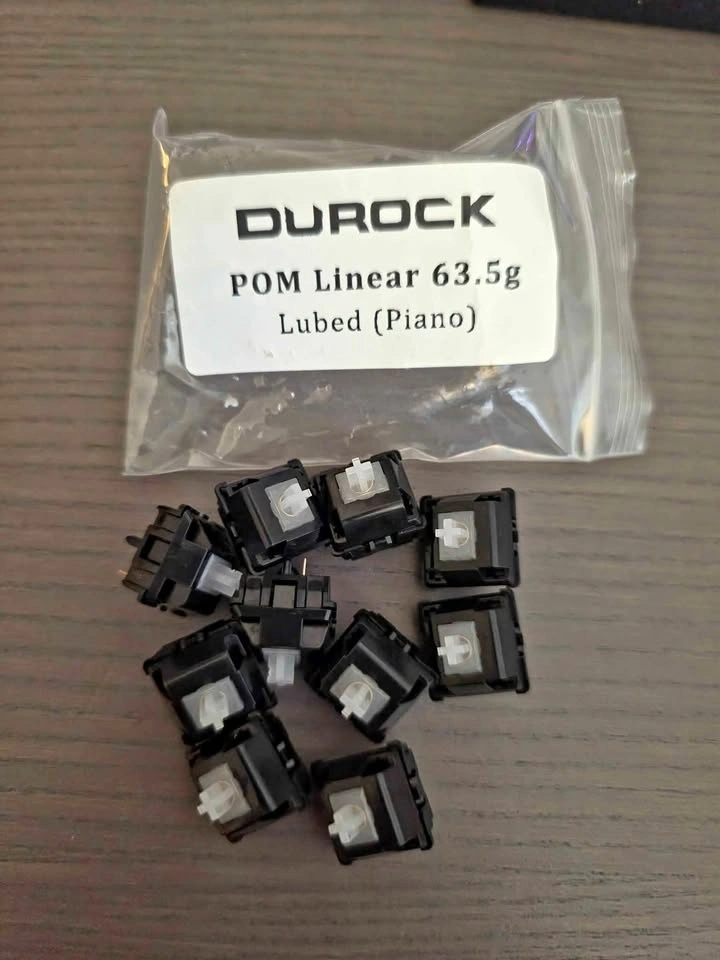 DUROCK
POM Linear 63.5g
Lubed (Piano)